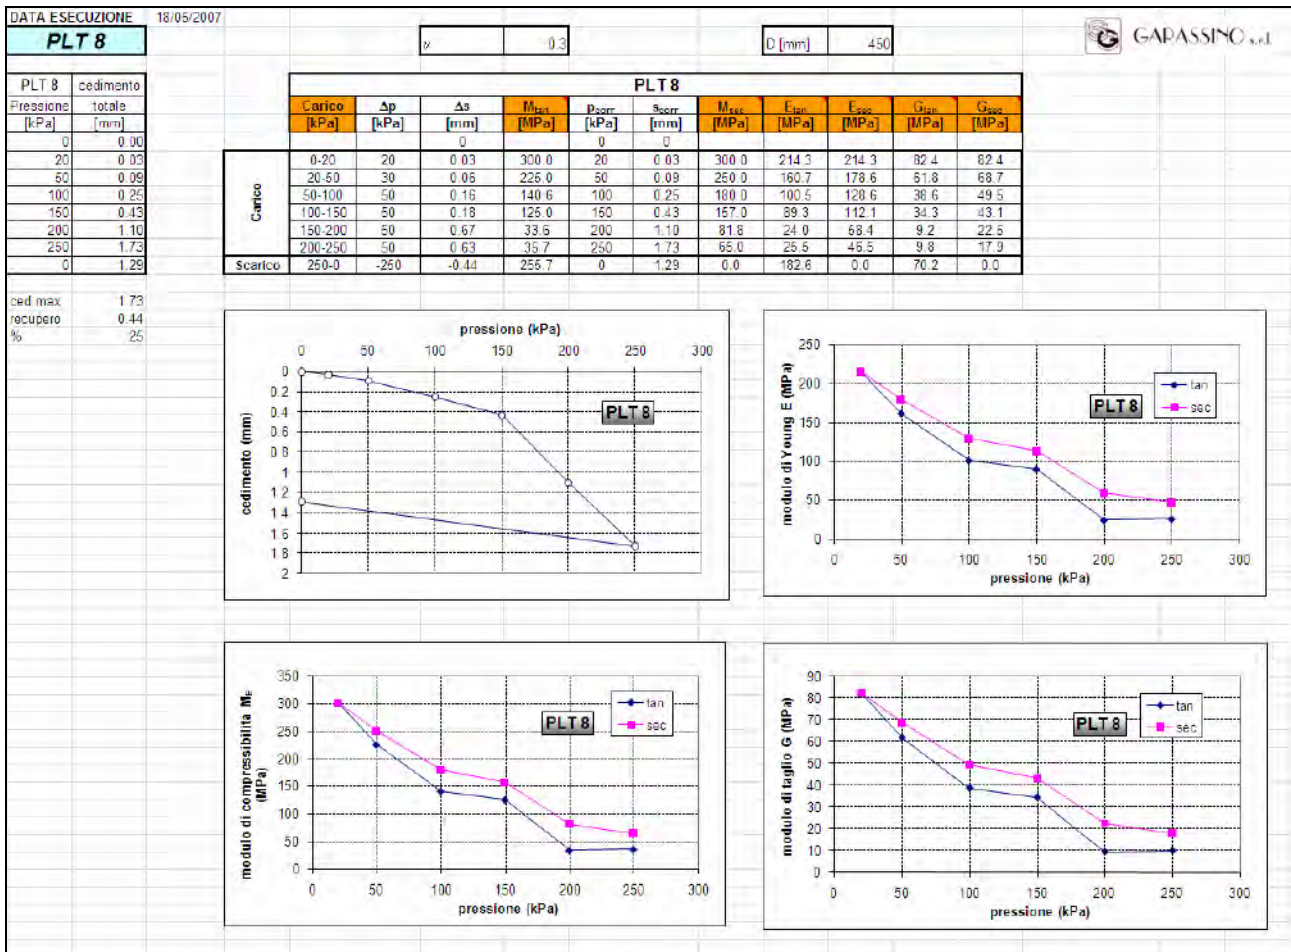 DATA ESECUZIONE 18/05/2007
PLT 8
0.3
D [mm] 450
GARASSINO s.r.l.
PLT 8 cedimento
Pressione totale
[kPa] [mm]
0 0.00
20 0.03
50 0.09
100 0.25
150 0.43
200 1.10
250 1.73
0 1.29
ced max 1.73
recupero 0.44
% 25
PLT 8
Carico Δp Δs Mtan pcorr scorr Msec Etan Esec Gtan Gsec
[kPa] [kPa] [mm] [MPa] [kPa] [mm] [MPa] [MPa] [MPa] [MPa] [MPa]
0 0 0
Carico
0-20 20 0.03 300.0 20 0.03 300.0 214.3 214.3 82.4 82.4
20-50 30 0.06 225.0 50 0.09 250.0 160.7 178.6 61.8 68.7
50-100 50 0.16 140.6 100 0.25 180.0 100.5 128.6 38.6 49.5
100-150 50 0.18 125.0 150 0.43 157.0 89.3 112.1 34.3 43.1
150-200 50 0.67 33.6 200 1.10 81.8 24.0 58.4 9.2 22.5
200-250 50 0.63 35.7 250 1.73 65.0 25.5 46.5 9.8 17.9
Scarico 250-0 -250 -0.44 255.7 0 1.29 0.0 182.6 0.0 70.2 0.0
pressione (kPa)
0 50 100 150 200 250 300
0
0.2
0.4
0.6
0.8
1
1.2
1.4
1.6
1.8
2
cedimento (mm)
PLT 8
250
200
150
100
50
0
modulo di Young E (MPa)
PLT 8
tan
sec
0 50 100 150 200 250 300
pressione (kPa)
350
300
250
200
150
100
50
0
modulo di compressibilita ME
(MPa)
PLT 8
tan
sec
0 50 100 150 200 250 300
pressione (kPa)
90
80
70
60
50
40
30
20
10
0
modulo di taglio G (MPa)
PLT 8
tan
sec
0 50 100 150 200 250 300
pressione (kPa)